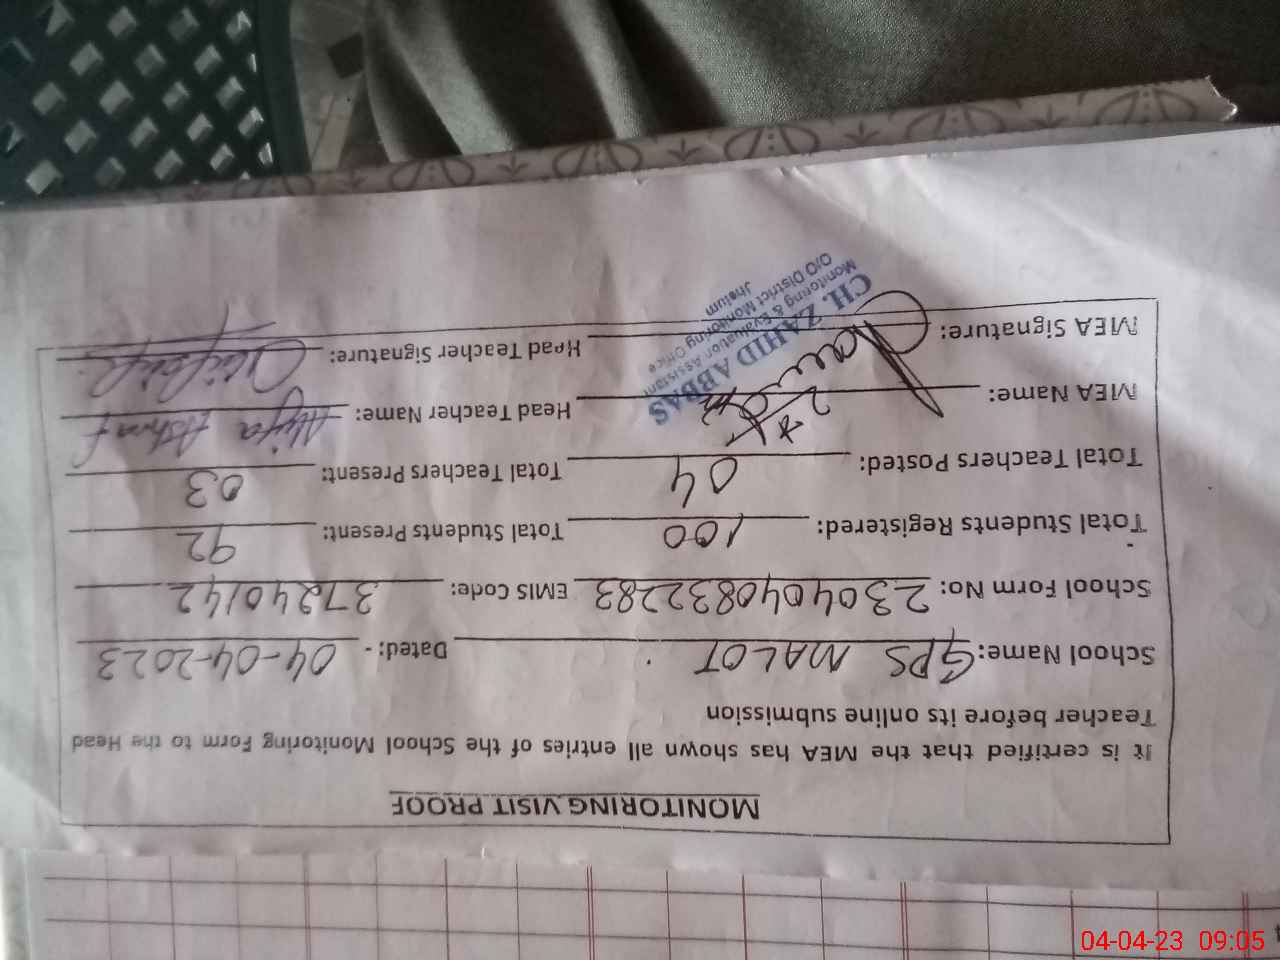 MONITORING VISIT PROOF
It is certified that the MEA has shown all entries of the School Monitoring Form to the Head
Teacher before its online submission
School Name: GPS MALOT Dated: - 04-04-2023
School Form No: 2304040832283 EMIS Code: 37240142
Total Students Registered: 100 Total Students Present: 92
Total Teachers Posted: 04 Total Teachers Present: 03
MEA Name: Head Teacher Name: Ashraf
MEA Signature: Head Teacher Signature:
CH. ZAHID ABBAS
Monitoring & Evaluation Assistant
O/O District Monitoring Office
Jhelum
04-04-23 09:05